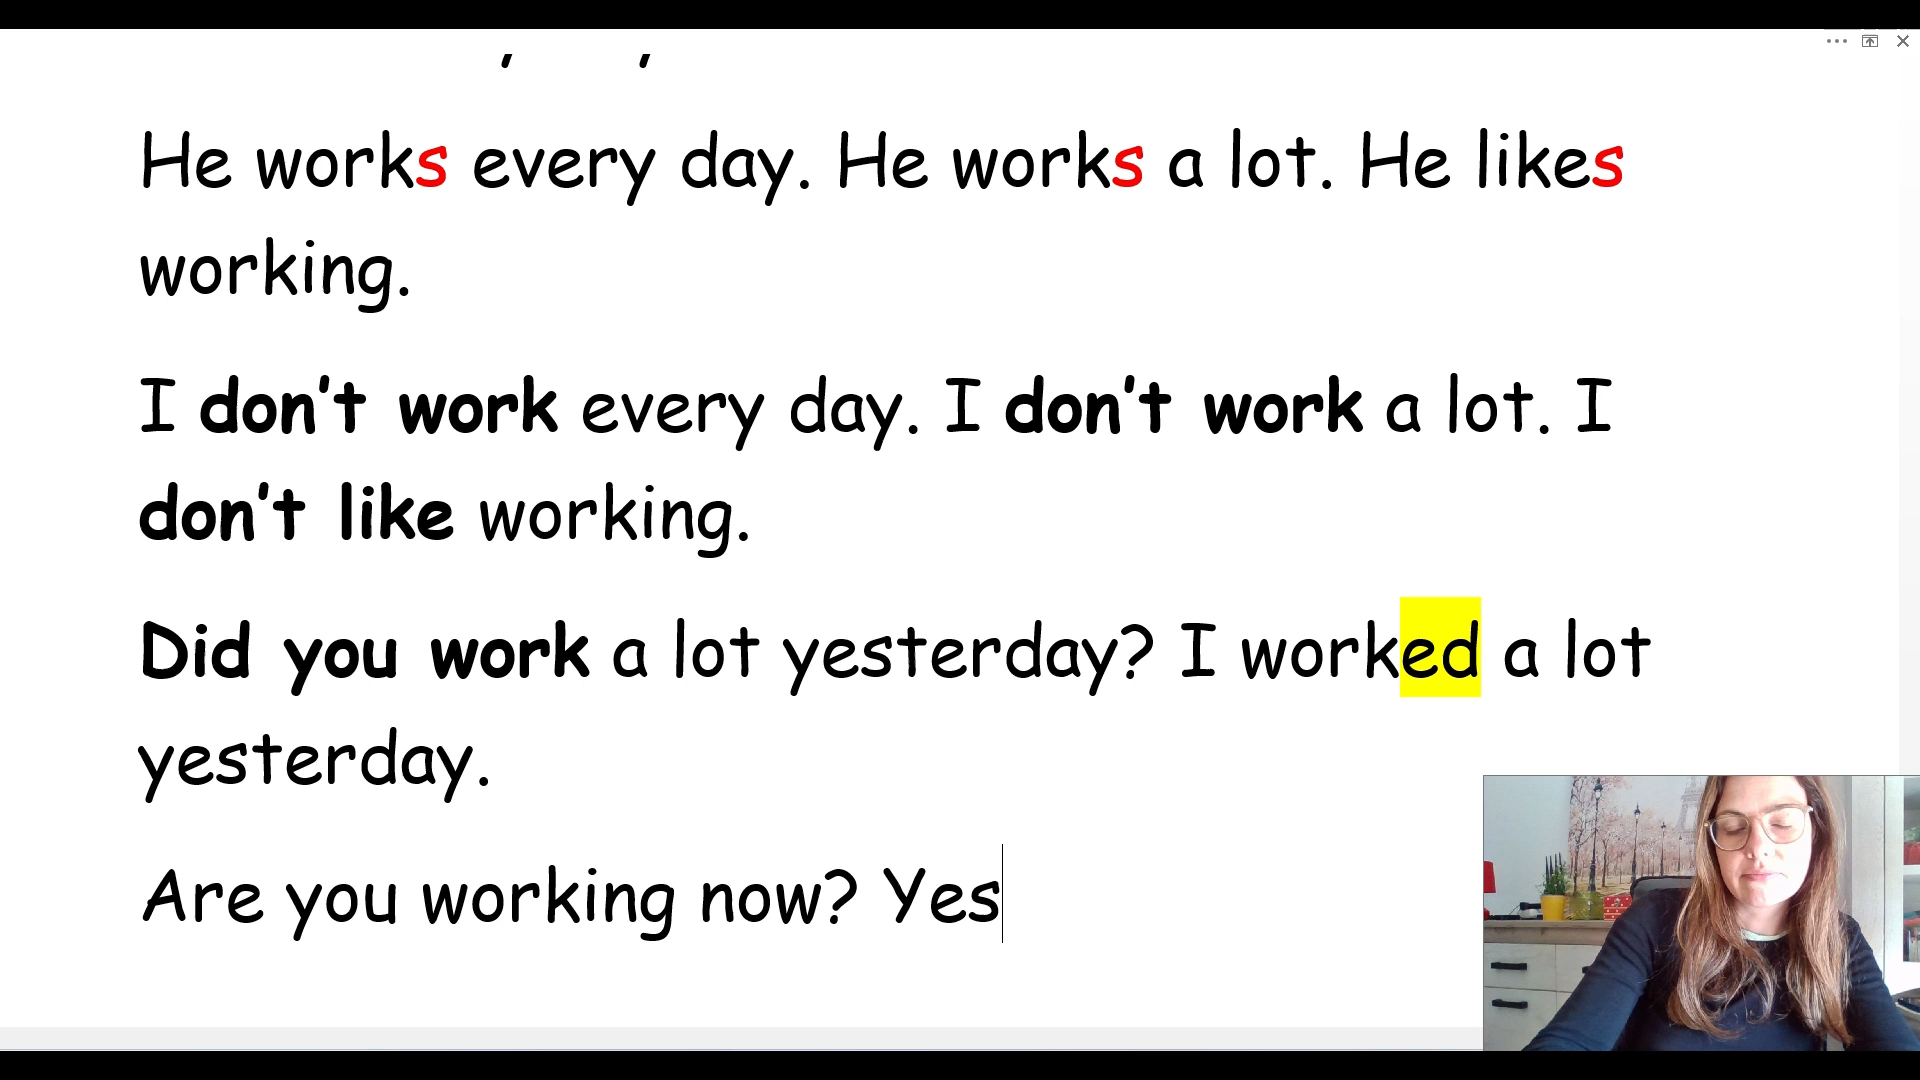 He works every day. He works a lot. He likes
working.
I don't work every day. I don't work a lot. I
don't like working.
Did you work a lot yesterday? I worked a lot
yesterday.
Are you working now? Yes